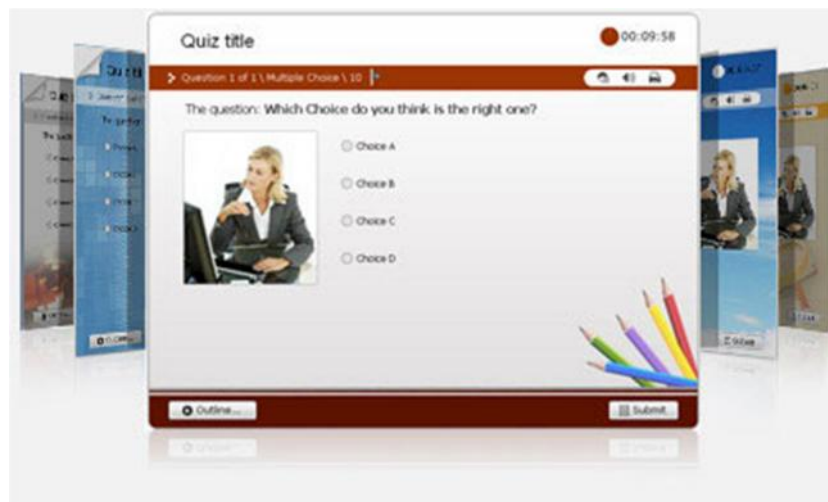 Quiz title
00:09:58
Question 1 of 1 \ Multiple Choice \ 10
The question: Which Choice do you think is the right one?
Choice A
Choice B
Choice C
Choice D
Outline...
Submit